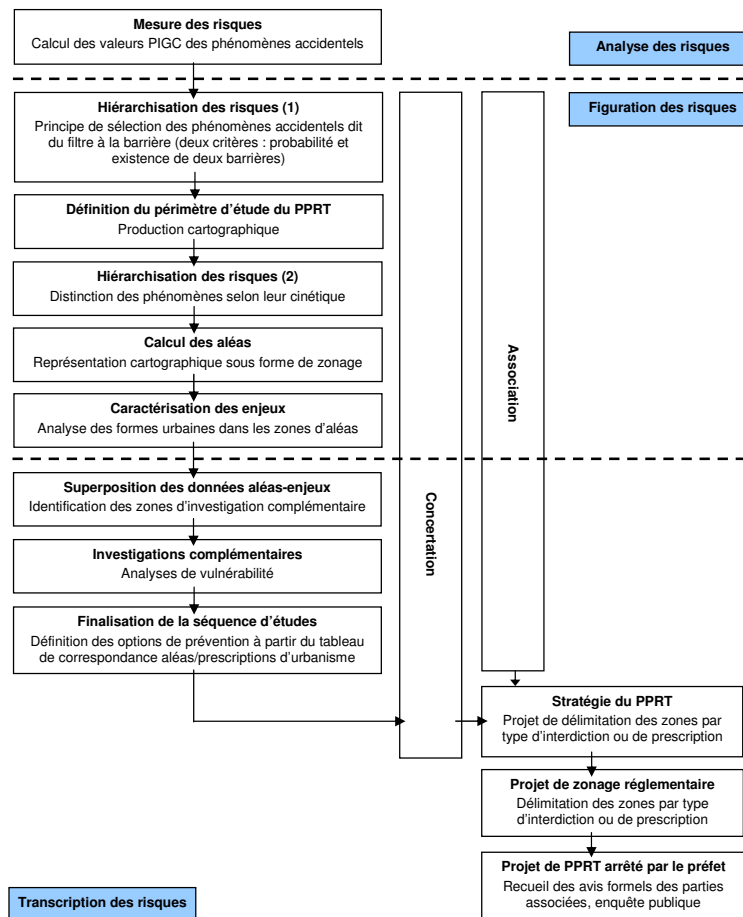 Mesure des risques
Calcul des valeurs PIGC des phénomènes accidentels
Analyse des risques
Hiérarchisation des risques (1)
Principe de sélection des phénomènes accidentels dit
du filtre à la barrière (deux critères : probabilité et
existence de deux barrières)
Figuration des risques
Définition du périmètre d'étude du PPRT
Production cartographique
Hiérarchisation des risques (2)
Distinction des phénomènes selon leur cinétique
Calcul des aléas
Représentation cartographique sous forme de zonage
Caractérisation des enjeux
Analyse des formes urbaines dans les zones d'aléas
Superposition des données aléas-enjeux
Identification des zones d'investigation complémentaire
Investigations complémentaires
Analyses de vulnérabilité
Finalisation de la séquence d'études
Définition des options de prévention à partir du tableau
de correspondance aléas/prescriptions d'urbanisme
Concertation
Association
Stratégie du PPRT
Projet de délimitation des zones par
type d'interdiction ou de prescription
Projet de zonage réglementaire
Délimitation des zones par type
d'interdiction ou de prescription
Projet de PPRT arrêté par le préfet
Recueil des avis formels des parties
associées, enquête publique
Transcription des risques